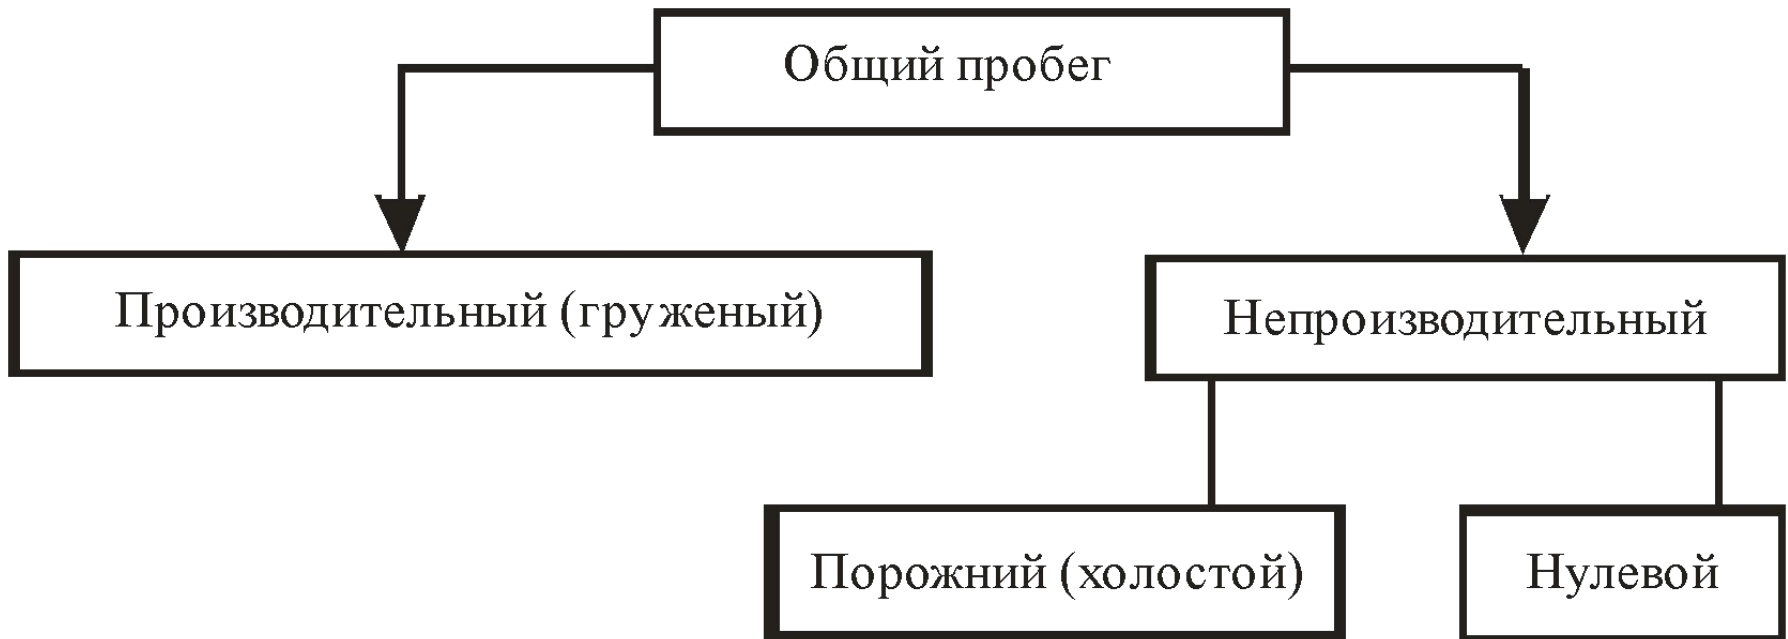 Общий пробег
Производительный (груженый)
Непроизводительный
Порожний (холостой)
Нулевой